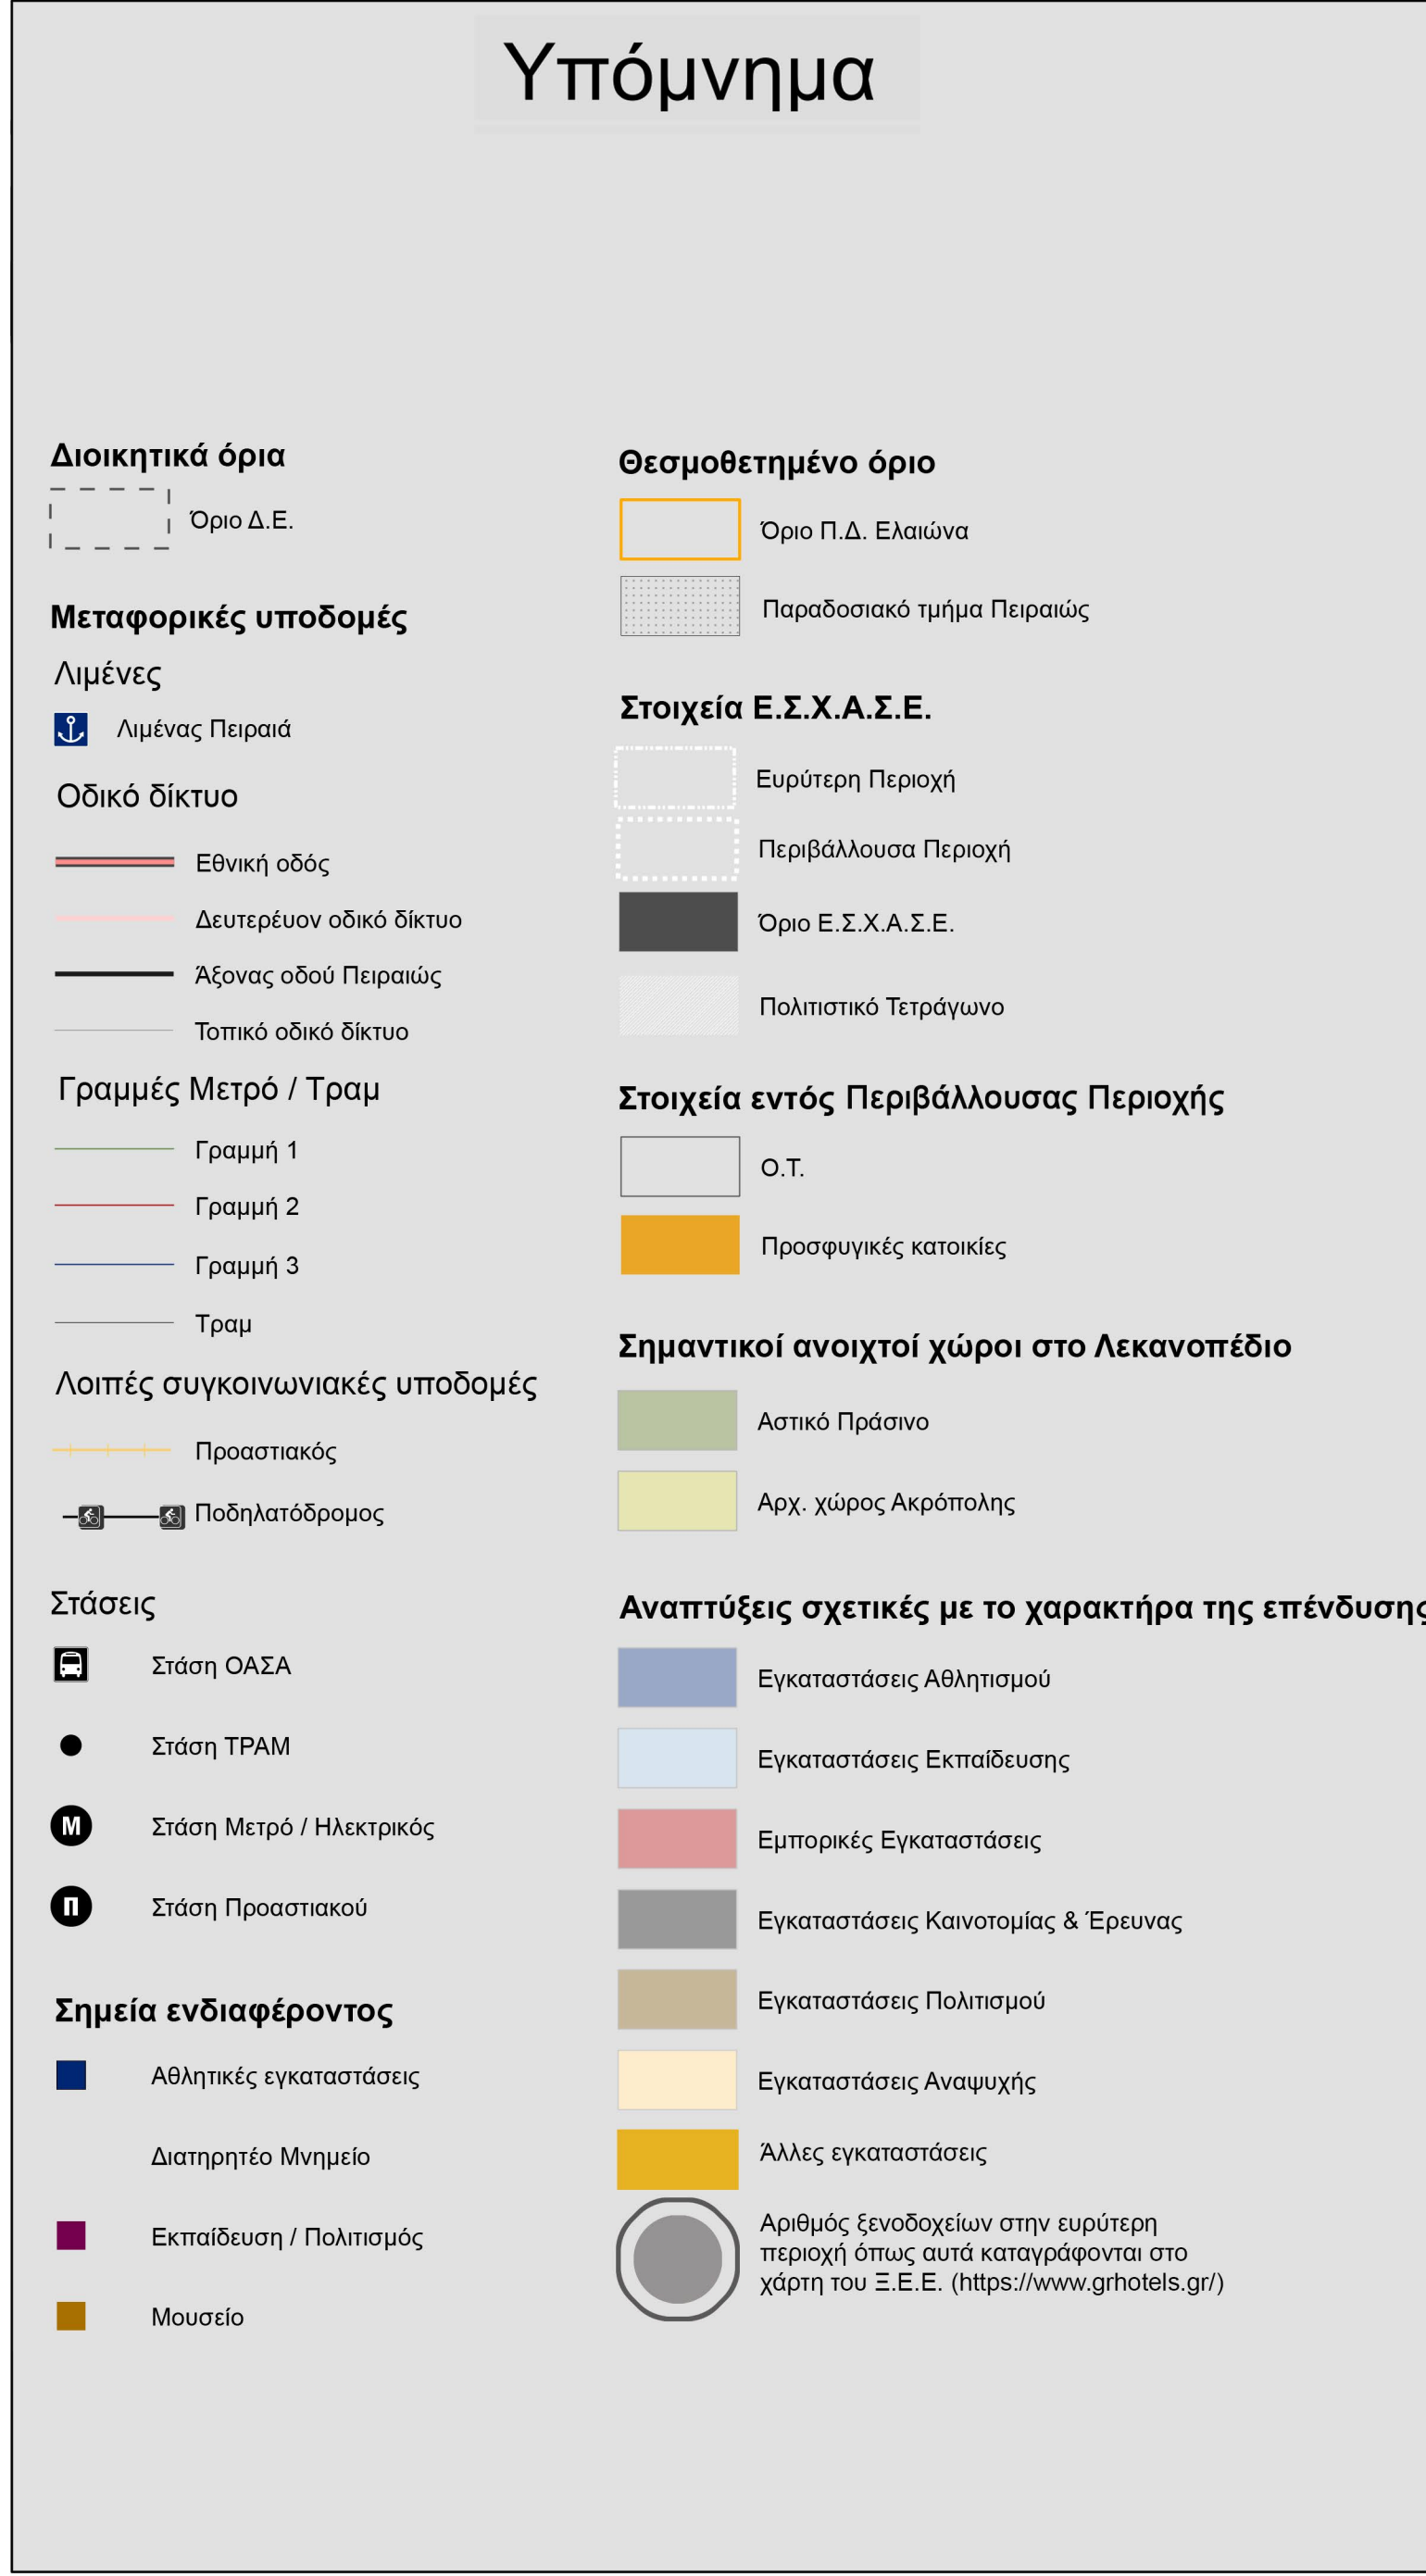 Υπόμνημα
Διοικητικά όρια
Όριο Δ.Ε.
Μεταφορικές υποδομές
Λιμένες
Λιμένας Πειραιά
Οδικό δίκτυο
Εθνική οδός
Δευτερέυον οδικό δίκτυο
Άξονας οδού Πειραιώς
Τοπικό οδικό δίκτυο
Γραμμές Μετρό / Τραμ
Γραμμή 1
Γραμμή 2
Γραμμή 3
Τραμ
Λοιπές συγκοινωνιακές υποδομές
Προαστιακός
Ποδηλατόδρομος
Στάσεις
Στάση ΟΑΣΑ
Στάση ΤΡΑΜ
Μ
Στάση Μετρό / Ηλεκτρικός
Π
Στάση Προαστιακού
Σημεία ενδιαφέροντος
Αθλητικές εγκαταστάσεις
Διατηρητέο Μνημείο
Εκπαίδευση / Πολιτισμός
Μουσείο
Θεσμοθετημένο όριο
Όριο Π.Δ. Ελαιώνα
Παραδοσιακό τμήμα Πειραιώς
Στοιχεία Ε.Σ.Χ.Α.Σ.Ε.
Ευρύτερη Περιοχή
Περιβάλλουσα Περιοχή
Όριο Ε.Σ.Χ.Α.Σ.Ε.
Πολιτιστικό Τετράγωνο
Στοιχεία εντός Περιβάλλουσας Περιοχής
Ο.Τ.
Προσφυγικές κατοικίες
Σημαντικοί ανοιχτοί χώροι στο Λεκανοπέδιο
Αστικό Πράσινο
Αρχ. χώρος Ακρόπολης
Αναπτύξεις σχετικές με το χαρακτήρα της επένδυσης
Εγκαταστάσεις Αθλητισμού
Εγκαταστάσεις Εκπαίδευσης
Εμπορικές Εγκαταστάσεις
Εγκαταστάσεις Καινοτομίας & Έρευνας
Εγκαταστάσεις Πολιτισμού
Εγκαταστάσεις Αναψυχής
Άλλες εγκαταστάσεις
Αριθμός ξενοδοχείων στην ευρύτερη
περιοχή όπως αυτά καταγράφονται στο
χάρτη του Ξ.Ε.Ε. (https://www.grhotels.gr/)